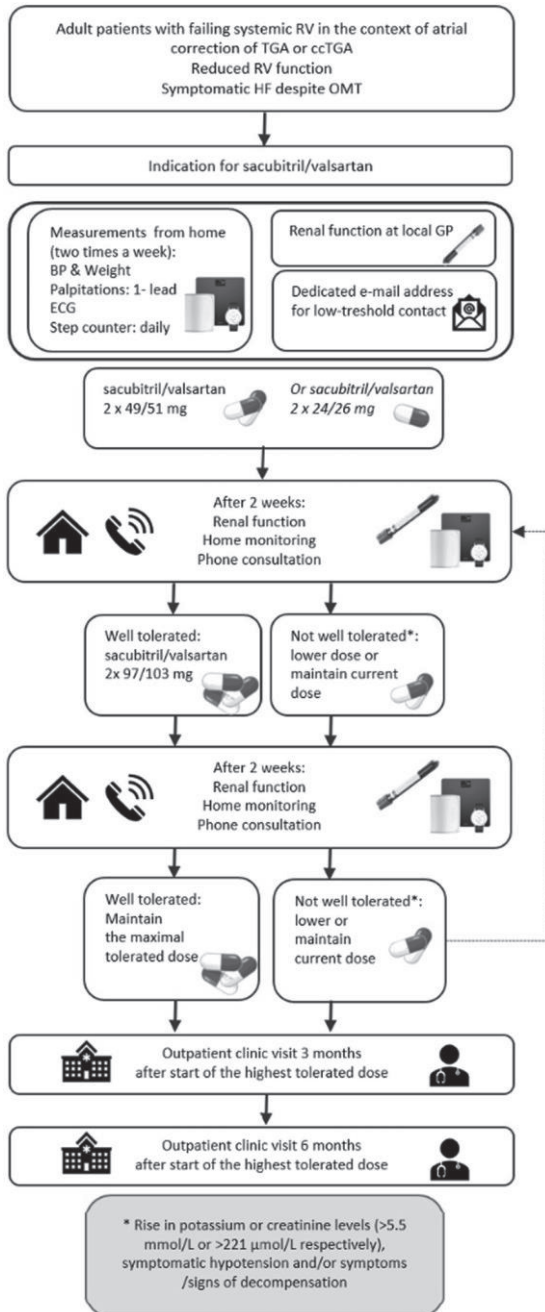 Adult patients with failing systemic RV in the context of atrial
correction of TGA or ccTGA
Reduced RV function
Symptomatic HF despite OMT
Indication for sacubitril/valsartan
Measurements from home
(two times a week):
BP & Weight
Palpitations: 1- lead
ECG
Step counter: daily
Renal function at local GP
Dedicated e-mail address
for low-treshold contact
sacubitril/valsartan
2 x 49/51 mg
Or sacubitril/valsartan
2 x 24/26 mg
After 2 weeks:
Renal function
Home monitoring
Phone consultation
Well tolerated:
sacubitril/valsartan
2x 97/103 mg
Not well tolerated*:
lower dose or
maintain current
dose
After 2 weeks:
Renal function
Home monitoring
Phone consultation
Well tolerated:
Maintain
the maximal
tolerated dose
Not well tolerated*:
lower or
maintain
current dose
Outpatient clinic visit 3 months
after start of the highest tolerated dose
Outpatient clinic visit 6 months
after start of the highest tolerated dose
* Rise in potassium or creatinine levels (>5.5
mmol/L or >221 μmol/L respectively),
symptomatic hypotension and/or symptoms
/signs of decompensation